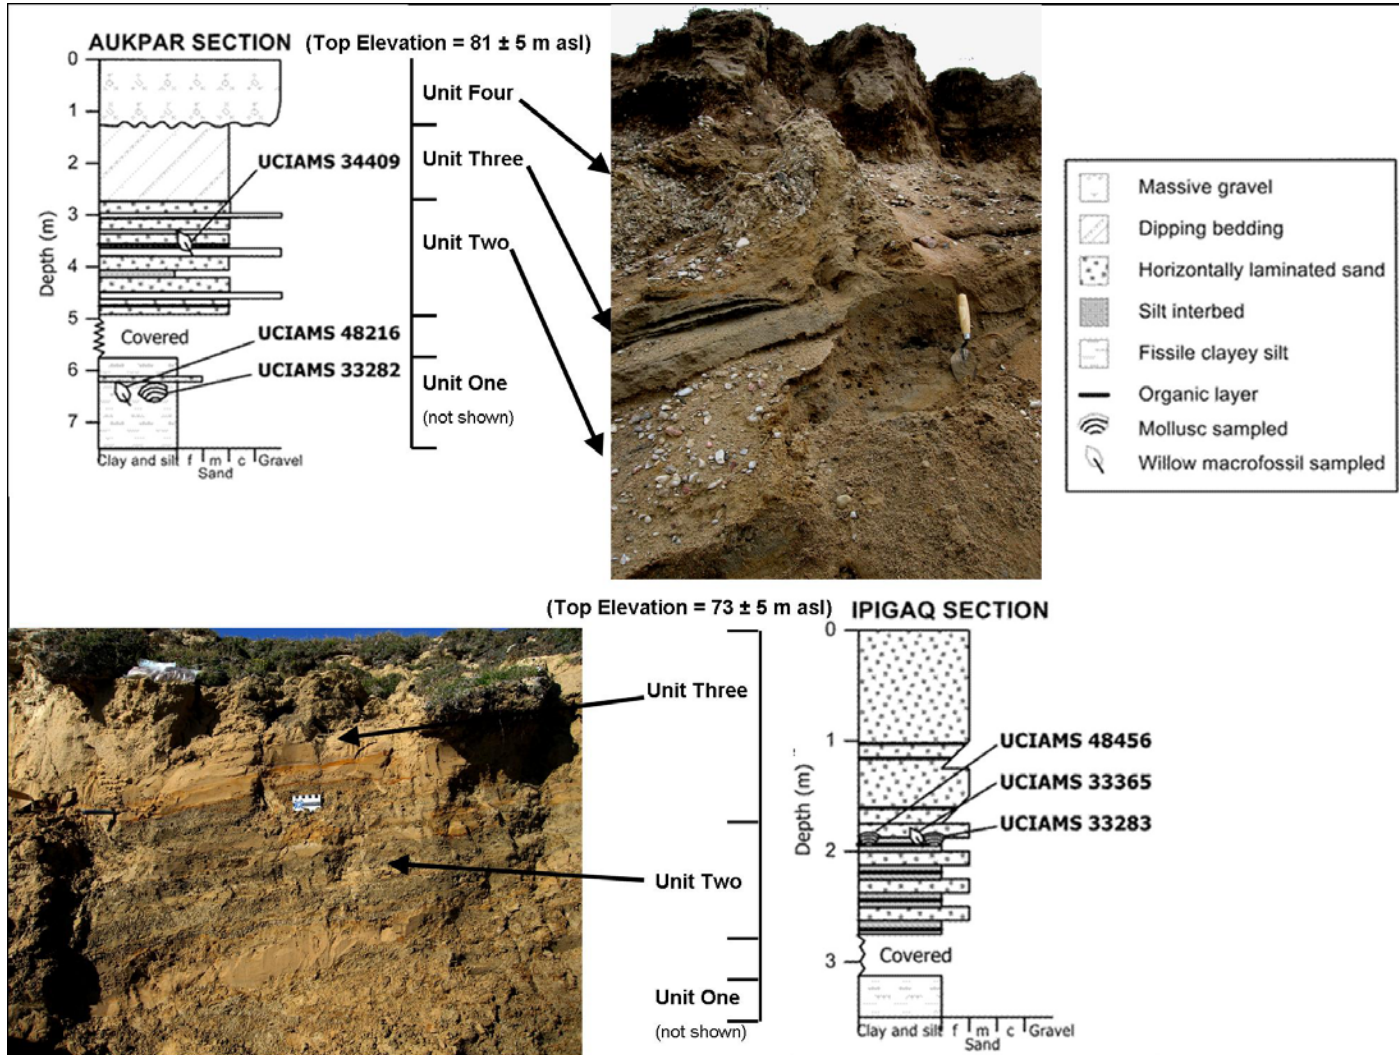 AUKPAR SECTION (Top Elevation = 81 ± 5 m asl)
0
1
2
3
4
5
6
7
Depth (m)
UCIAMS 34409
Covered
UCIAMS 48216
UCIAMS 33282
Clay and silt f m c Gravel
Sand
Unit Four
Unit Three
Unit Two
Unit One
(not shown)
Massive gravel
Dipping bedding
Horizontally laminated sand
Silt interbed
Fissile clayey silt
Organic layer
Mollusc sampled
Willow macrofossil sampled
(Top Elevation = 73 ± 5 m asl) IPIGAQ SECTION
Unit Three
Unit Two
Unit One
(not shown)
0
1
2
3
Depth (m)
UCIAMS 48456
UCIAMS 33365
UCIAMS 33283
Covered
Clay and silt f m c Gravel
Sand